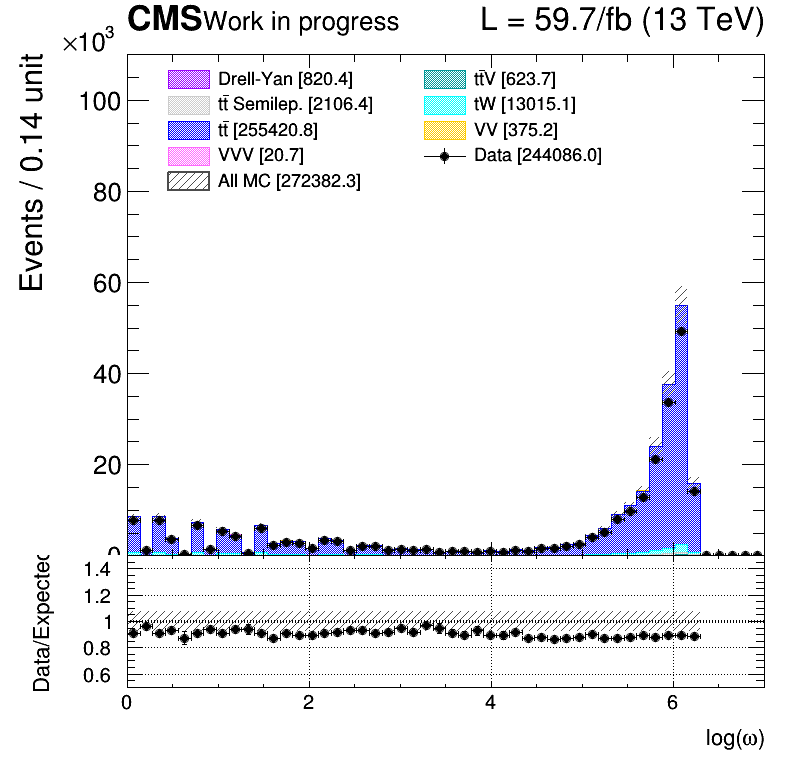 CMS Work in progress L = 59.7/fb (13 TeV)
×10³
Events / 0.14 unit
100
80
60
40
20
0
Drell-Yan [820.4]
tt̄ Semilep. [2106.4]
tt̄ [255420.8]
VVV [20.7]
All MC [272382.3]
tt̄V [623.7]
tW [13015.1]
VV [375.2]
Data [244086.0]
Data/Expected
1.4
1.2
1
0.8
0.6
0 2 4 6
log(ω)